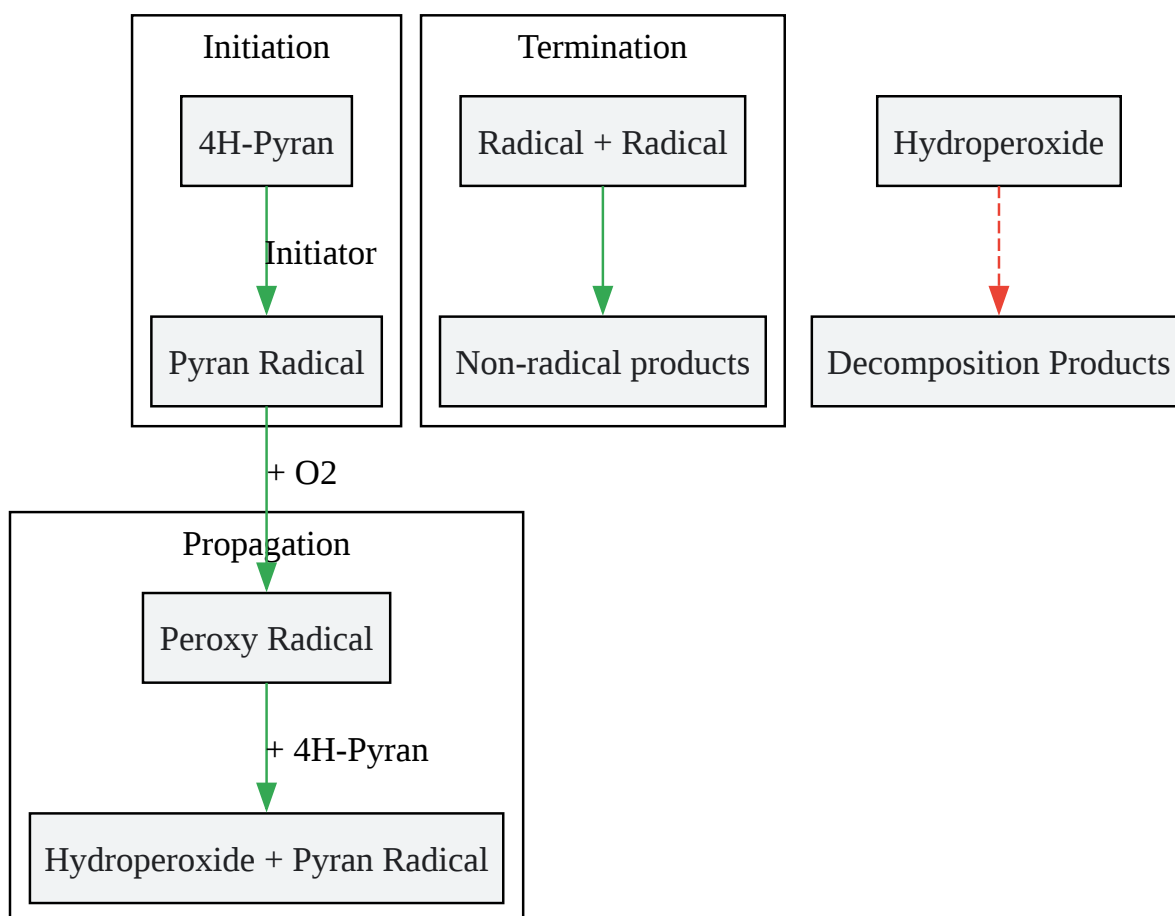 Initiation
4H-Pyran
Initiator
Pyran Radical
+ O2
Propagation
Peroxy Radical
+ 4H-Pyran
Hydroperoxide + Pyran Radical
Termination
Radical + Radical
Non-radical products
Hydroperoxide
Decomposition Products